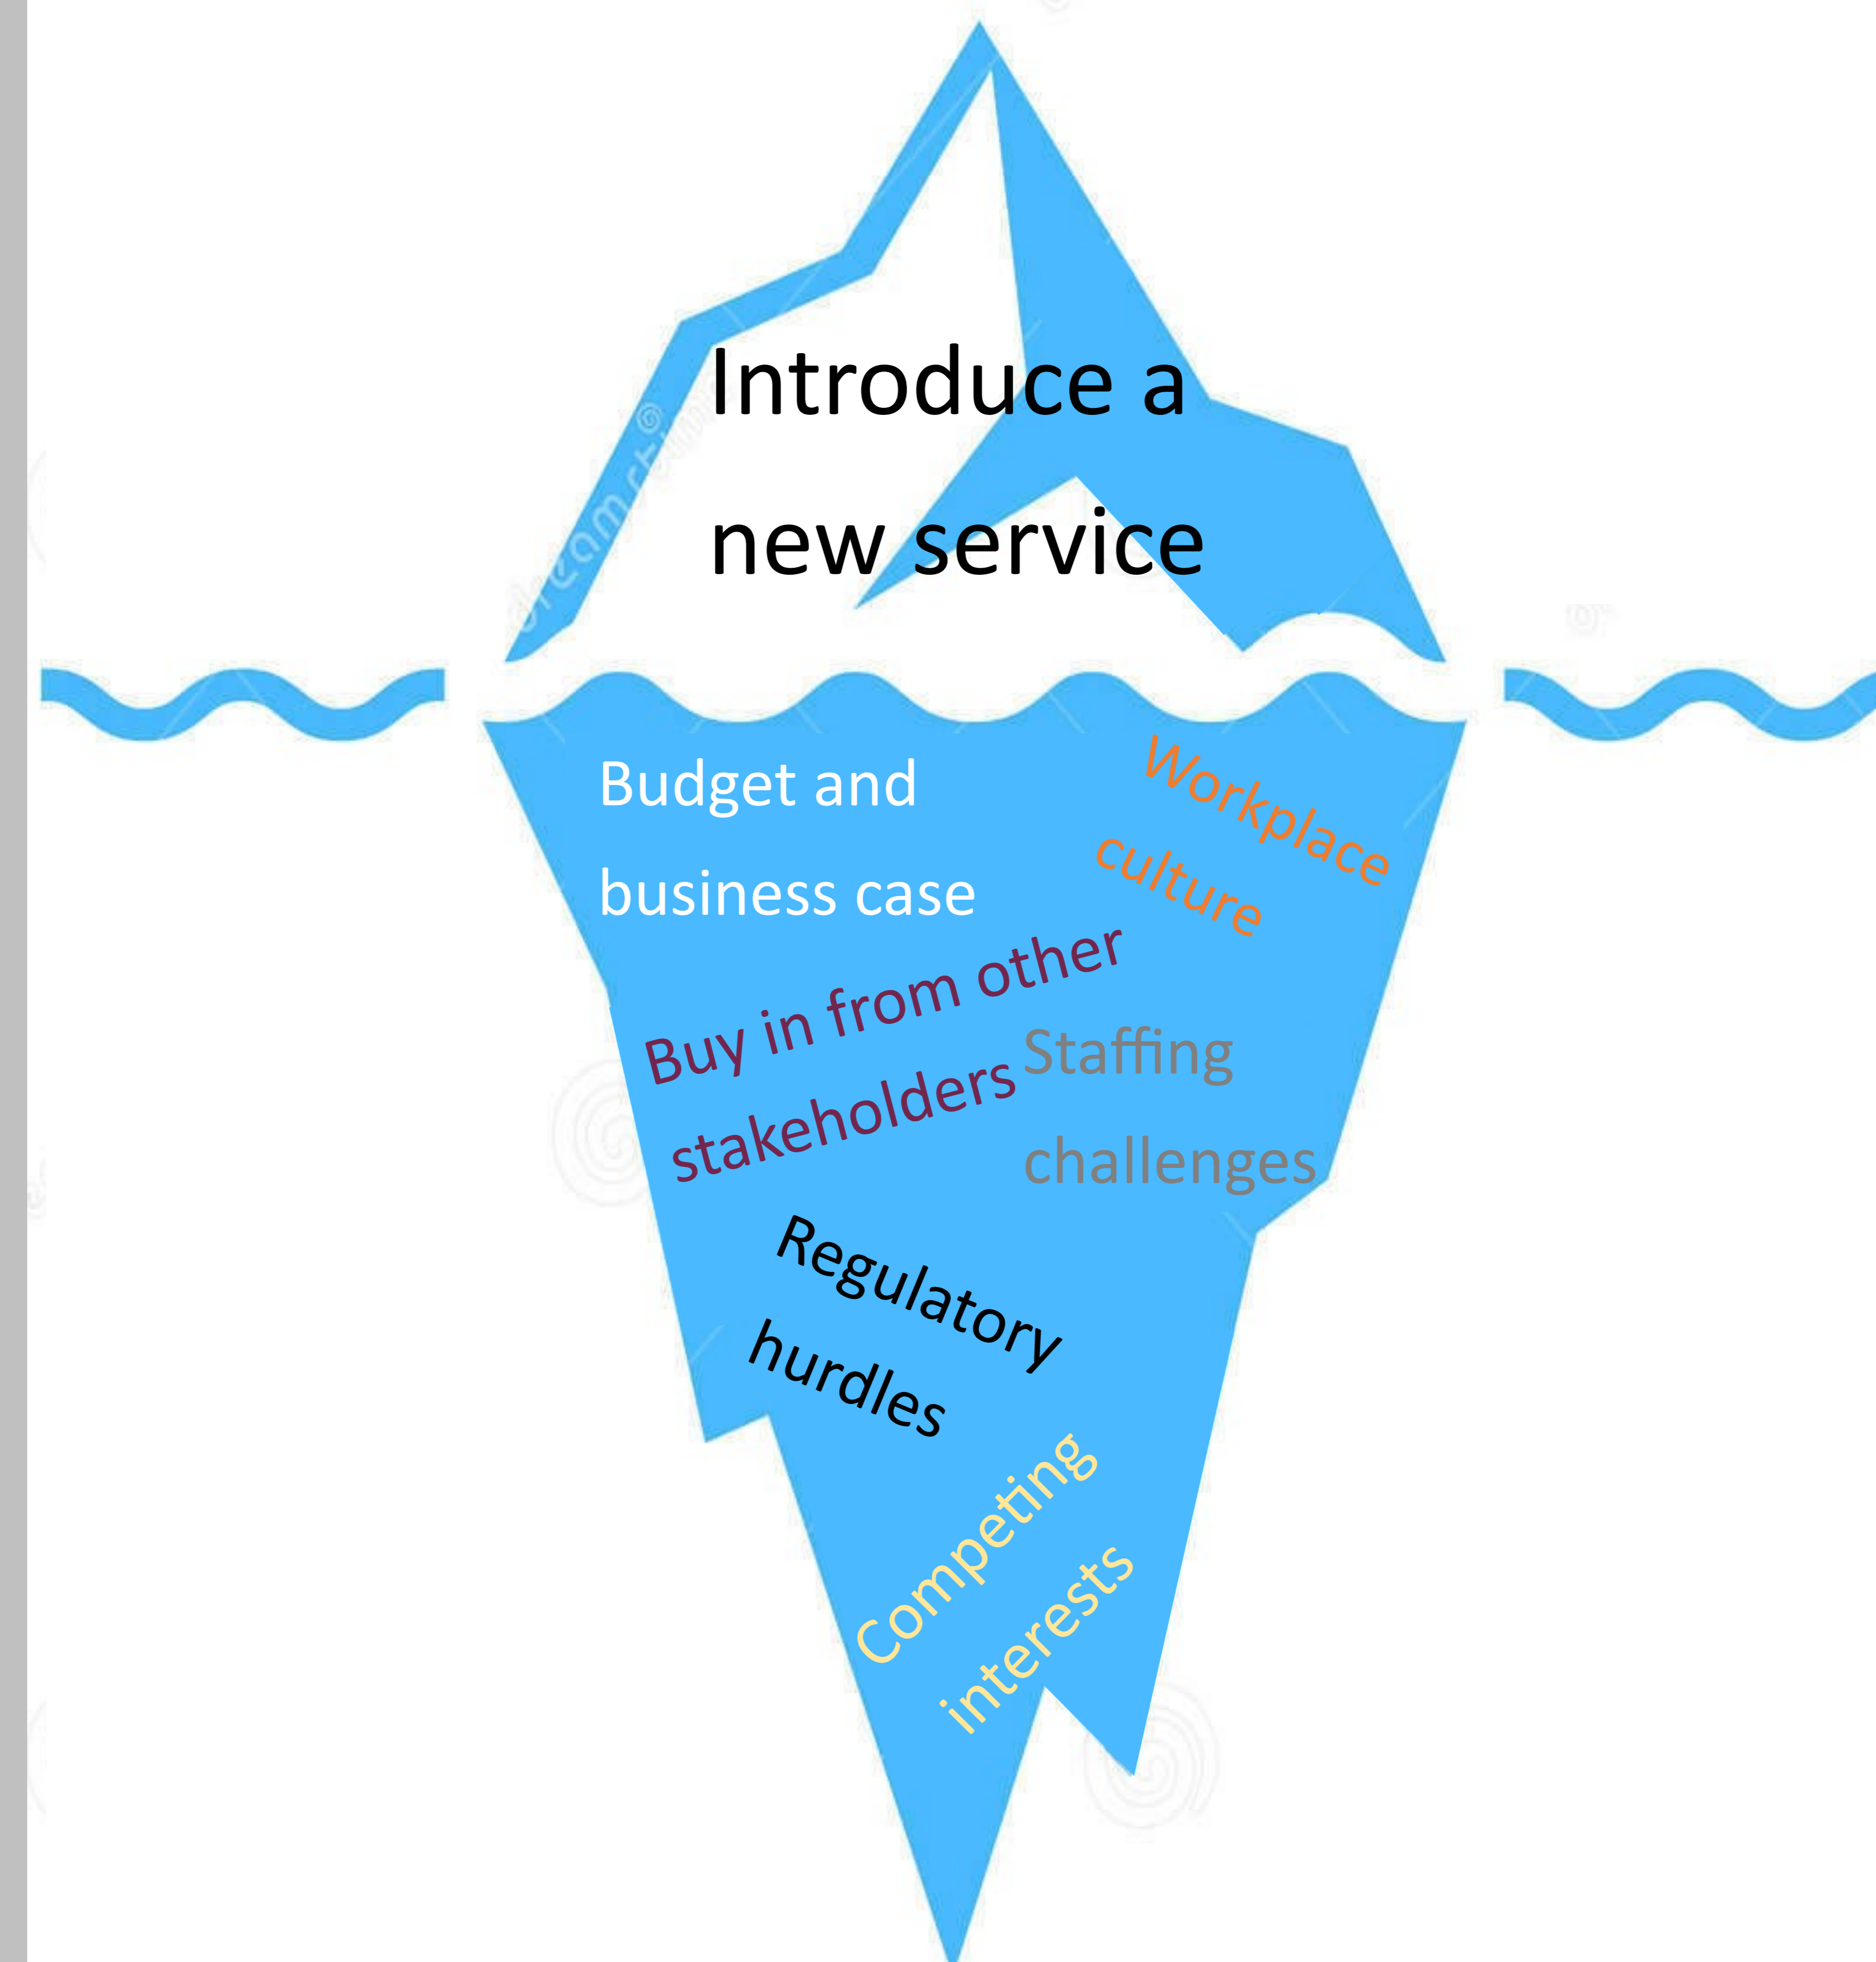 Introduce a
new service
Budget and
business case
Workplace
culture
Buy in from other
stakeholders
Staffing
challenges
Regulatory
hurdles
Competing
interests